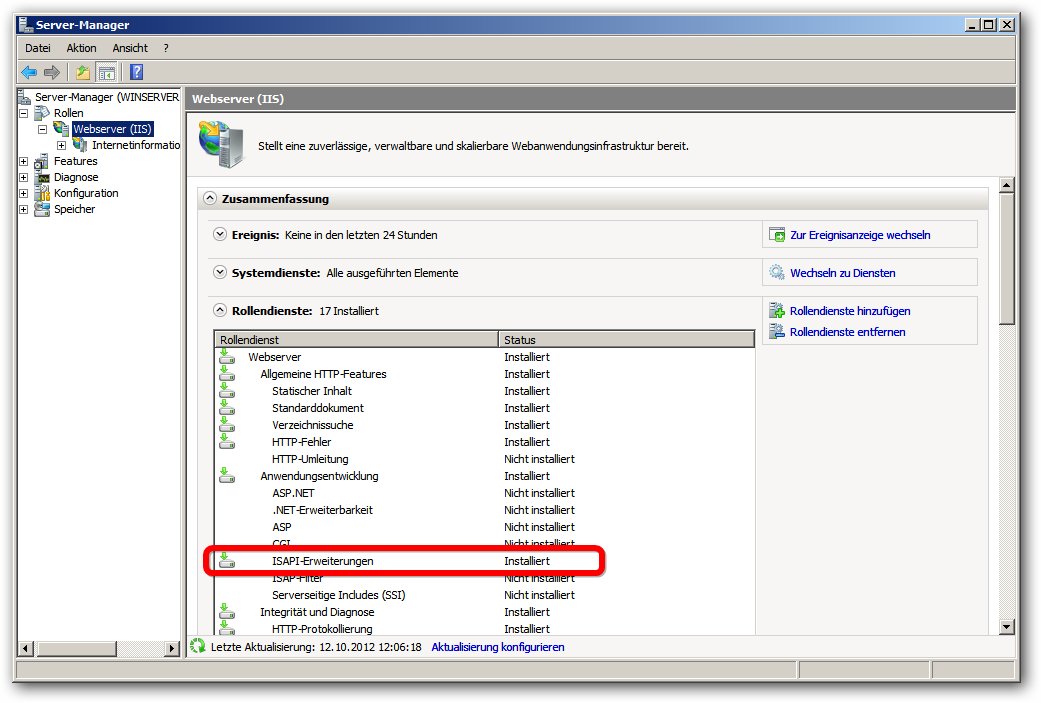 Server-Manager
Datei Aktion Ansicht ?
Server-Manager (WINSERVER
Rollen
Webserver (IIS)
Internetinformatio
Features
Diagnose
Konfiguration
Speicher
Webserver (IIS)
Stellt eine zuverlässige, verwaltbare und skalierbare Webanwendungsinfrastruktur bereit.
Zusammenfassung
Ereignis: Keine in den letzten 24 Stunden
Zur Ereignisanzeige wechseln
Systemdienste: Alle ausgeführten Elemente
Wechseln zu Diensten
Rollendienste: 17 Installiert
Rollendienste hinzufügen
Rollendienste entfernen
Rollendienst Status
Webserver Installiert
Allgemeine HTTP-Features Installiert
Statischer Inhalt Installiert
Standarddokument Installiert
Verzeichnissuche Installiert
HTTP-Fehler Installiert
HTTP-Umleitung Nicht installiert
Anwendungsentwicklung Installiert
ASP.NET Nicht installiert
.NET-Erweiterbarkeit Nicht installiert
ASP Nicht installiert
CGI Nicht installiert
ISAPI-Erweiterungen Installiert
ISAP-Filter Nicht installiert
Serverseitige Includes (SSI) Nicht installiert
Integrität und Diagnose Installiert
HTTP-Protokollierung Installiert
Letzte Aktualisierung: 12.10.2012 12:06:18 Aktualisierung konfigurieren